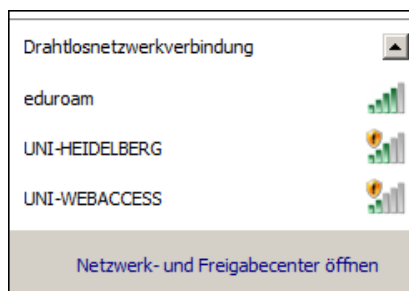 Drahtlosnetzwerkverbindung
eduroam
UNI-HEIDELBERG
UNI-WEBACCESS
Netzwerk- und Freigabecenter öffnen